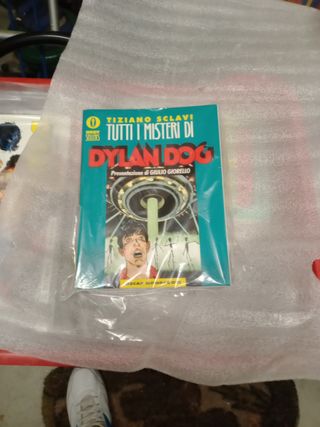 TIZIANO SCLAVI
TUTTI I MISTERI DI
DYLAN DOG
Presentazione di GIULIO GIORELLO